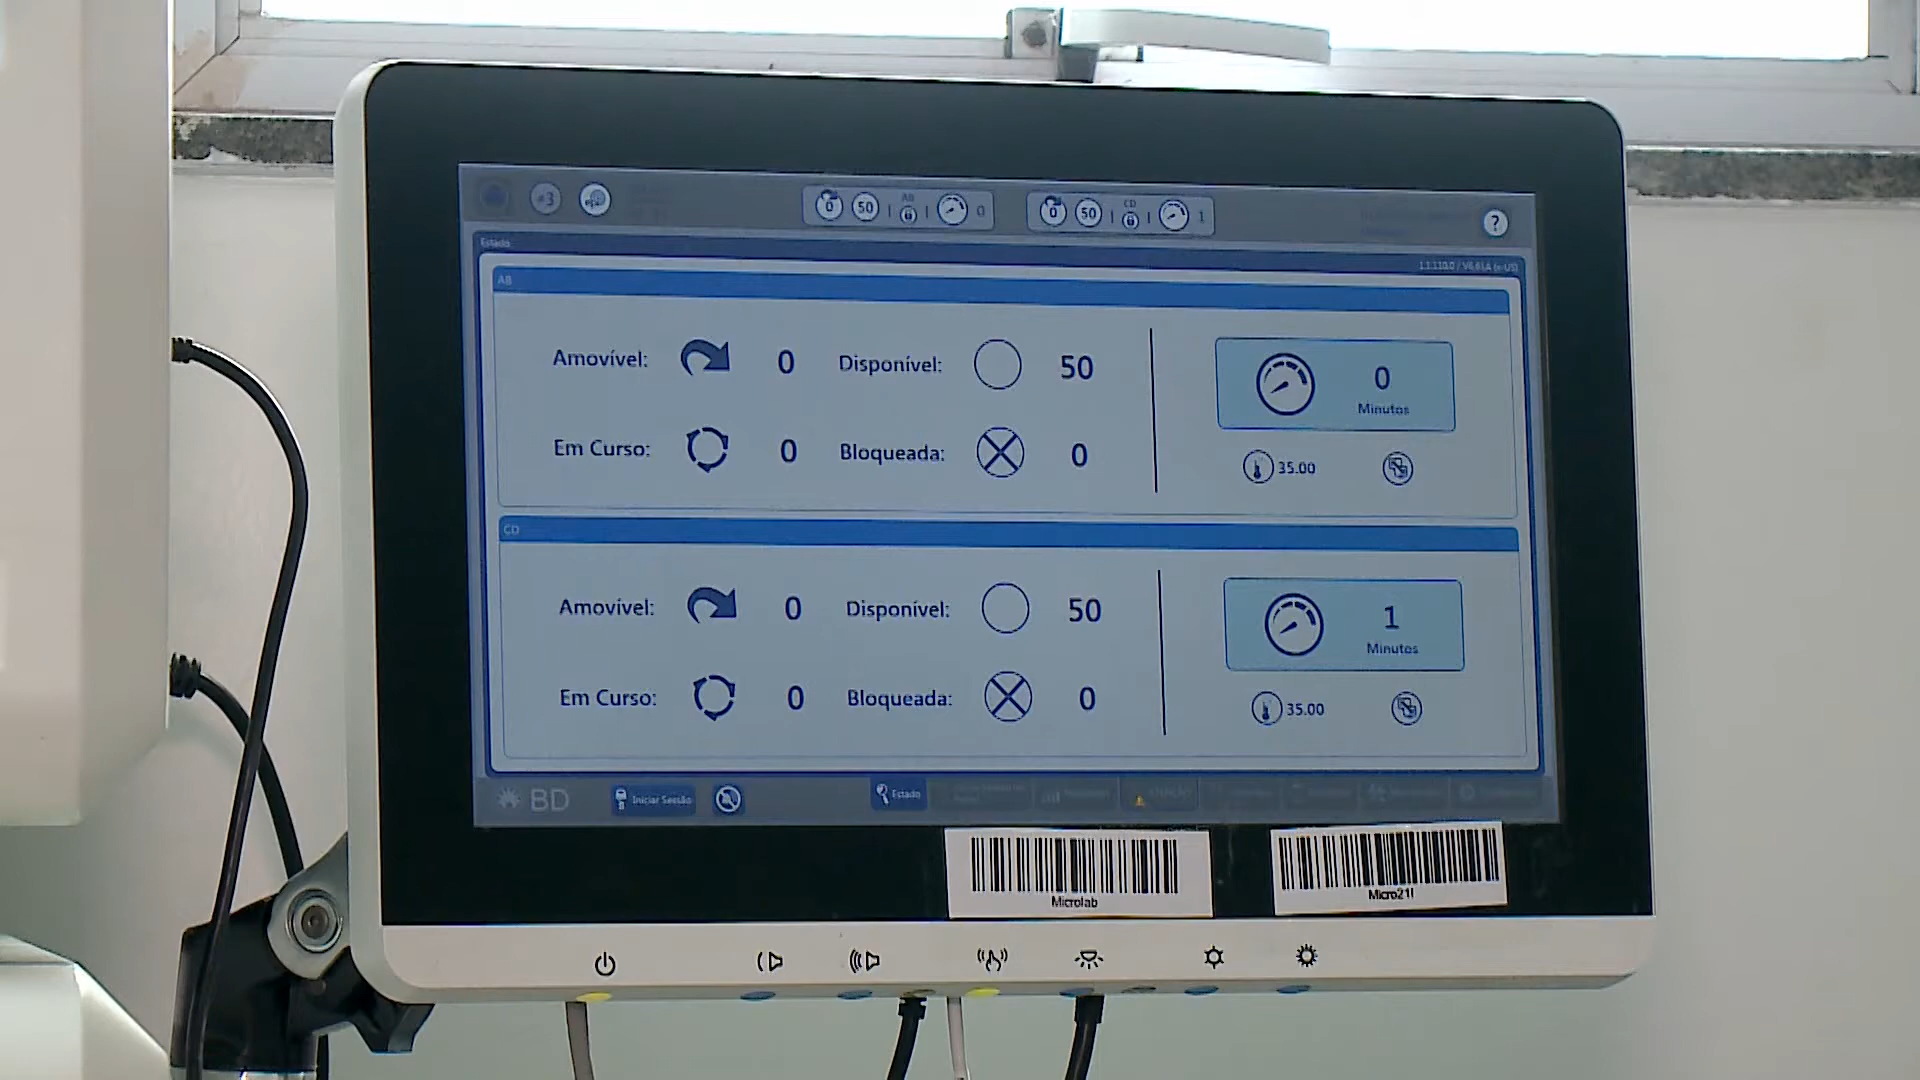 3
0 50 | AB | 0
0 50 | CD | 1
?
Estado
AB
Amovível: 0 Disponível: 50
0
Minutos
Em Curso: 0 Bloqueada: 0
35.00
CD
Amovível: 0 Disponível: 50
1
Minutos
Em Curso: 0 Bloqueada: 0
35.00
BD Iniciar Sessão Estado
Microlab